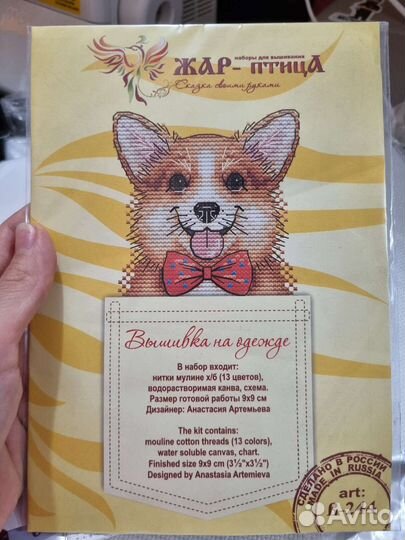 наборы для вышивания
ЖАР-ПТИЦА
Сказка своими руками
Вышивка на одежде
В набор входит:
нитки мулине х/б (13 цветов),
водорастворимая канва, схема.
Размер готовой работы 9х9 см
Дизайнер: Анастасия Артемьева
The kit contains:
mouline cotton threads (13 colors),
water soluble canvas, chart.
Finished size 9x9 cm (3½"x3½")
Designed by Anastasia Artemieva
СДЕЛАНО В РОССИИ
MADE IN RUSSIA
art:
Avito